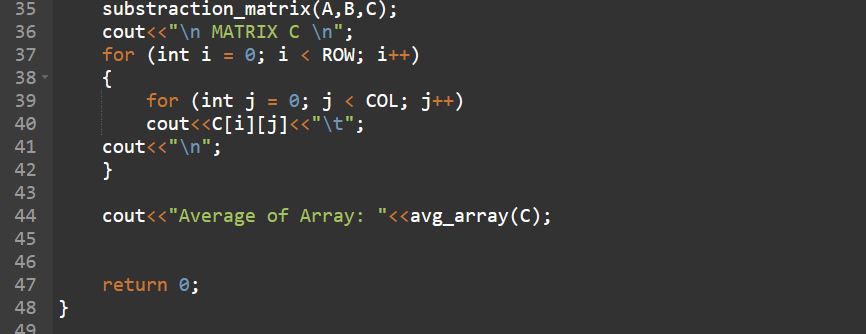 35 substraction_matrix(A,B,C);
36 cout<<"\n MATRIX C \n";
37 for (int i = 0; i < ROW; i++)
38 {
39 for (int j = 0; j < COL; j++)
40 cout<<C[i][j]<<"\t";
41 cout<<"\n";
42 }
43
44 cout<<"Average of Array: "<<avg_array(C);
45
46
47 return 0;
48 }
49